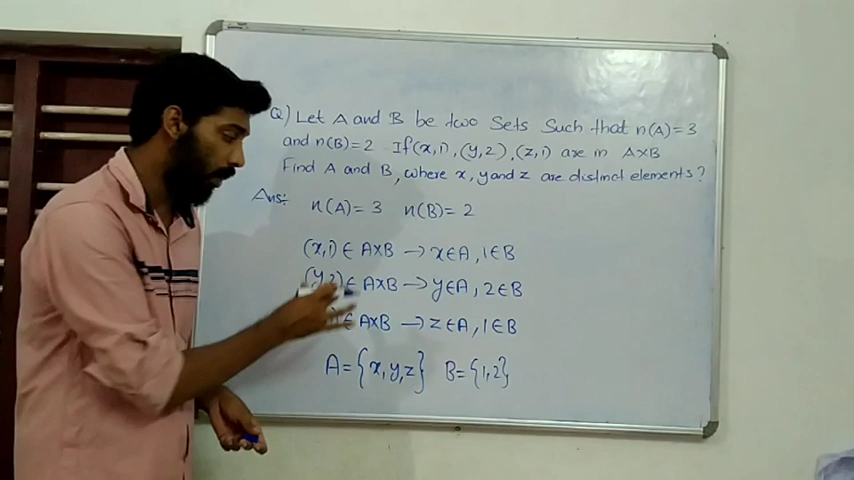 Q) Let A and B be two Sets Such that n(A)=3
and n(B)=2 If (x,1), (y,2), (z,1) are in A×B
Find A and B, where x, y and z are distinct elements?
Ans:
n(A)=3 n(B)=2
(x,1) ∈ A×B → x∈A, 1∈B
(y,2) ∈ A×B → y∈A, 2∈B
∈ A×B → z∈A, 1∈B
A={x,y,z} B={1,2}